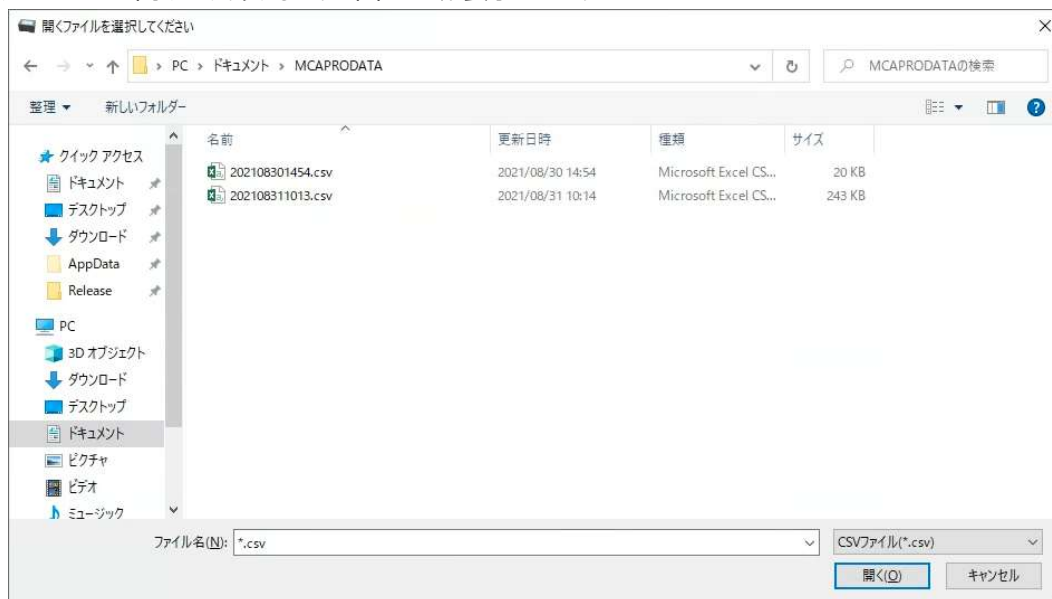 開くファイルを選択してください
PC › ドキュメント › MCAPRODATA
MCAPRODATAの検索
整理 新しいフォルダー
名前 更新日時 種類 サイズ
202108301454.csv 2021/08/30 14:54 Microsoft Excel CS... 20 KB
202108311013.csv 2021/08/31 10:14 Microsoft Excel CS... 243 KB
クイック アクセス
ドキュメント
デスクトップ
ダウンロード
AppData
Release
PC
3D オブジェクト
ダウンロード
デスクトップ
ドキュメント
ピクチャ
ビデオ
ミュージック
ファイル名(N): *.csv
CSVファイル(*.csv)
開く(O) キャンセル